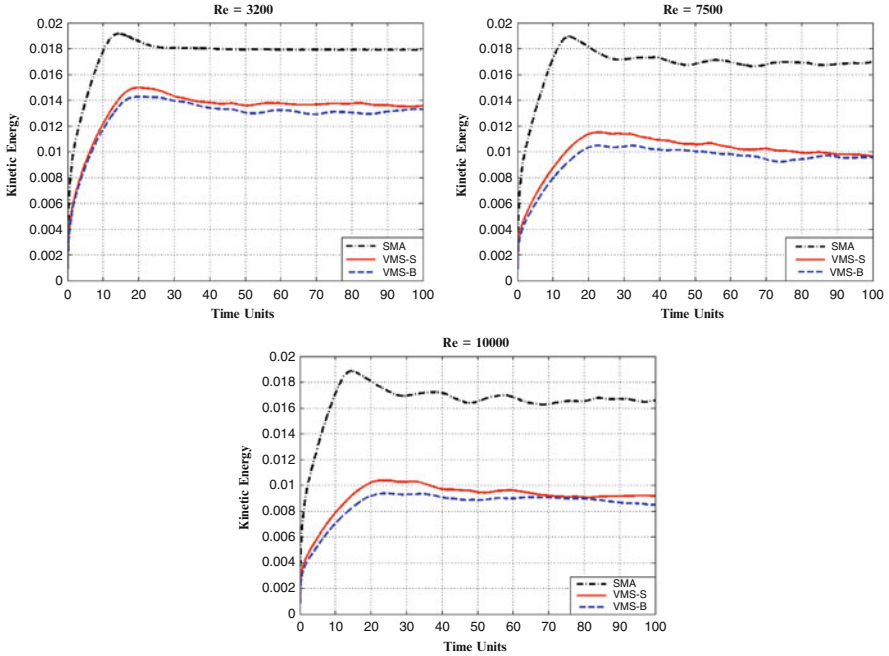 Re = 3200
0.02
0.018
0.016
0.014
0.012
0.01
0.008
0.006
0.004
0.002
0
Kinetic Energy
SMA
VMS-S
VMS-B
0 10 20 30 40 50 60 70 80 90 100
Time Units
Re = 7500
0.02
0.018
0.016
0.014
0.012
0.01
0.008
0.006
0.004
0.002
0
Kinetic Energy
SMA
VMS-S
VMS-B
0 10 20 30 40 50 60 70 80 90 100
Time Units
Re = 10000
0.02
0.018
0.016
0.014
0.012
0.01
0.008
0.006
0.004
0.002
0
Kinetic Energy
SMA
VMS-S
VMS-B
0 10 20 30 40 50 60 70 80 90 100
Time Units